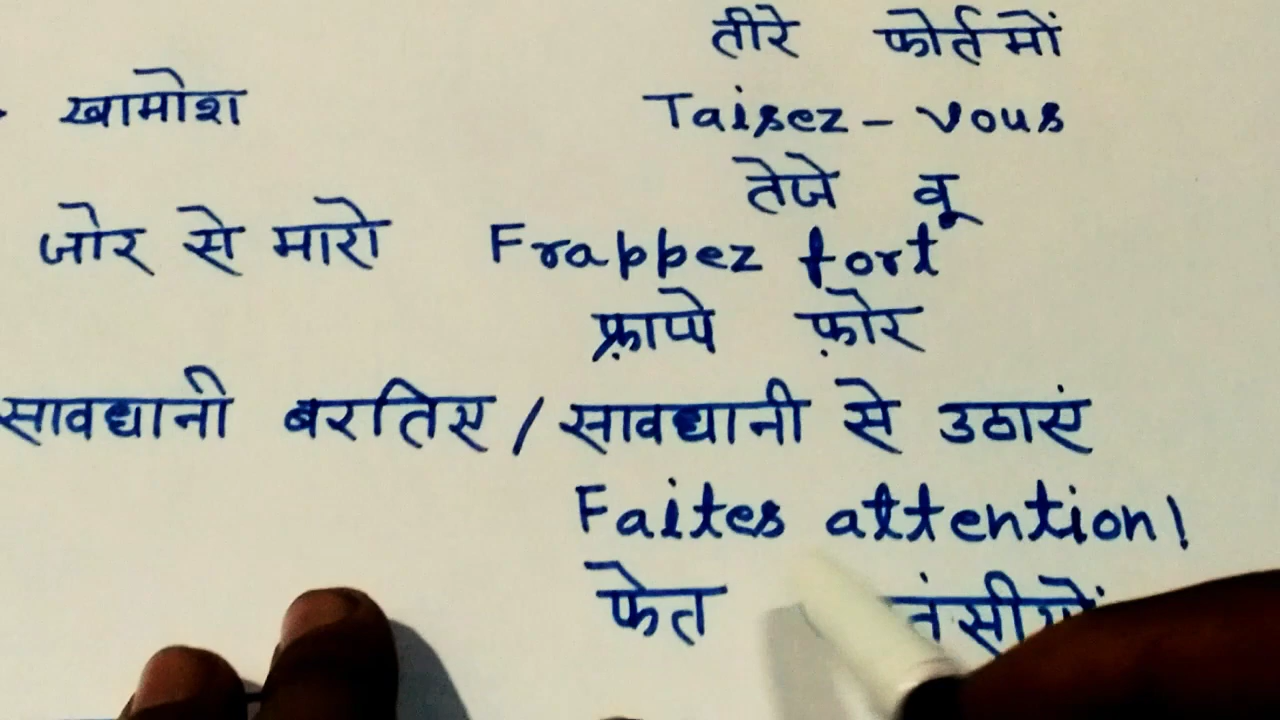 तीरे फोर्तमों
खामोश Taisez-vous
तेजे वू
जोर से मारो Frappez fort
फ़्राप्पे फ़ोर
सावधानी बरतिए / सावधानी से उठाएं
Faites attention!
फेत